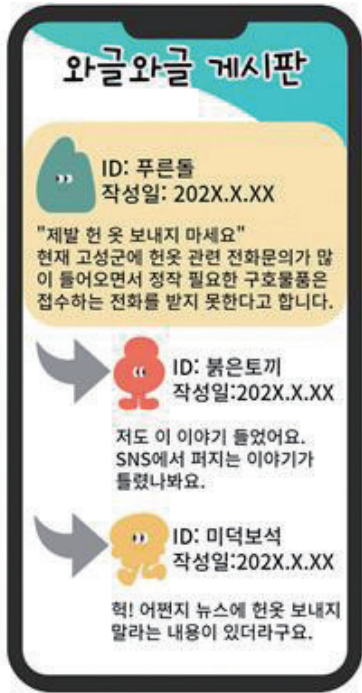 와글와글 게시판
ID: 푸른돌
작성일: 202X.X.XX
"제발 헌 옷 보내지 마세요"
현재 고성군에 헌옷 관련 전화문의가 많
이 들어오면서 정작 필요한 구호물품은
접수하는 전화를 받지 못한다고 합니다.
ID: 붉은토끼
작성일:202X.X.XX
저도 이 이야기 들었어요.
SNS에서 퍼지는 이야기가
틀렸나봐요.
ID: 미덕보석
작성일:202X.X.XX
헉! 어쩐지 뉴스에 헌옷 보내지
말라는 내용이 있더라구요.